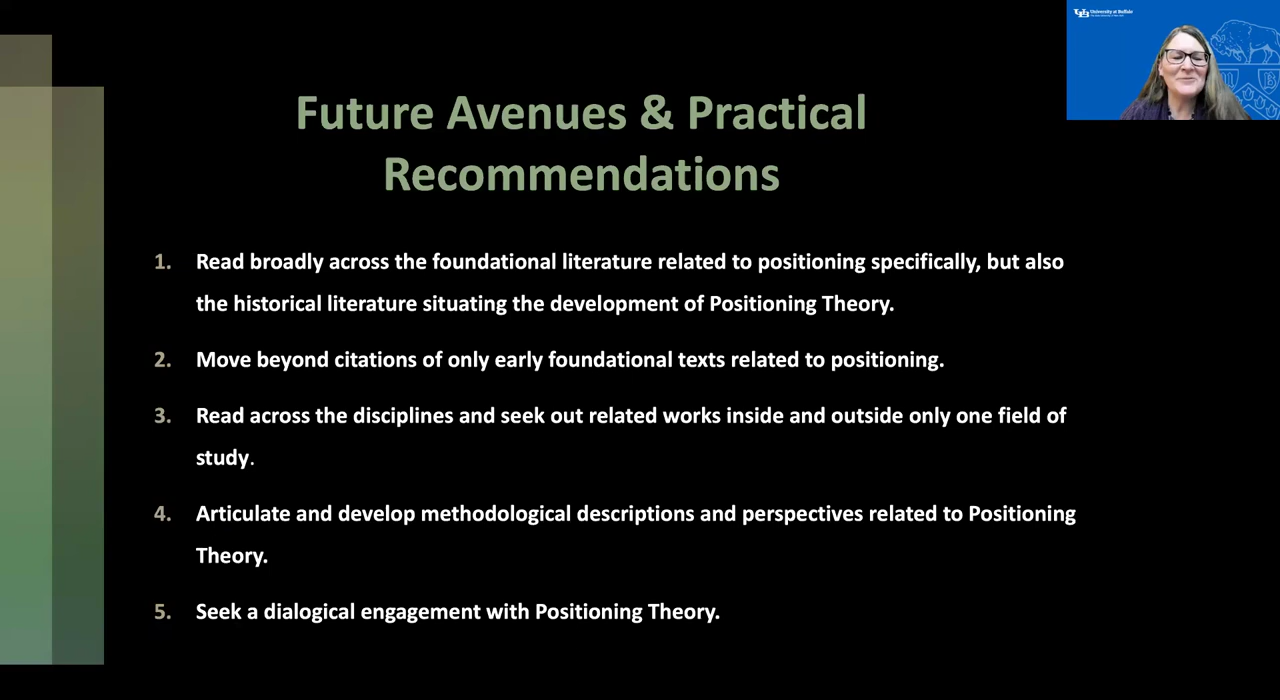 University at Buffalo
Future Avenues & Practical
Recommendations
1. Read broadly across the foundational literature related to positioning specifically, but also
the historical literature situating the development of Positioning Theory.
2. Move beyond citations of only early foundational texts related to positioning.
3. Read across the disciplines and seek out related works inside and outside only one field of
study.
4. Articulate and develop methodological descriptions and perspectives related to Positioning
Theory.
5. Seek a dialogical engagement with Positioning Theory.